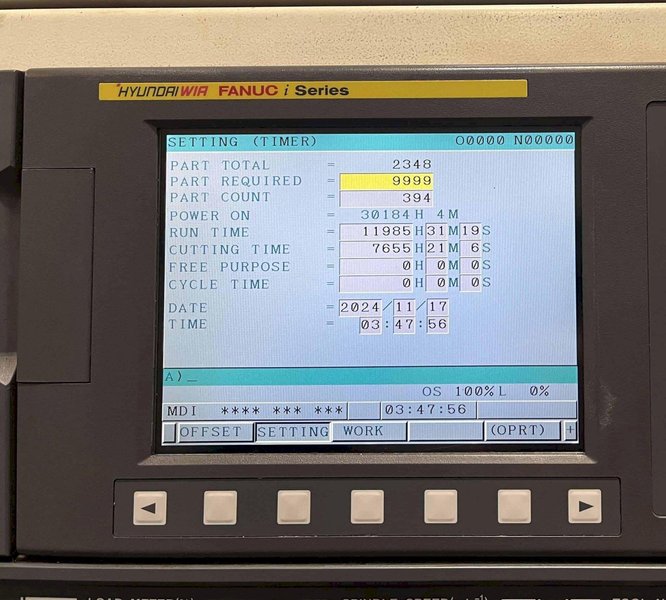 HYUNDAI WIA FANUC i Series
SETTING (TIMER) O0000 N00000
PART TOTAL = 2348
PART REQUIRED = 9999
PART COUNT = 394
POWER ON = 30184H 4M
RUN TIME = 11985H31M19S
CUTTING TIME = 7655H21M 6S
FREE PURPOSE = 0H 0M 0S
CYCLE TIME = 0H 0M 0S
DATE = 2024/11/17
TIME = 03:47:56
A)_
OS 100% L 0%
MDI **** *** *** 03:47:56
OFFSET SETTING WORK (OPRT) +